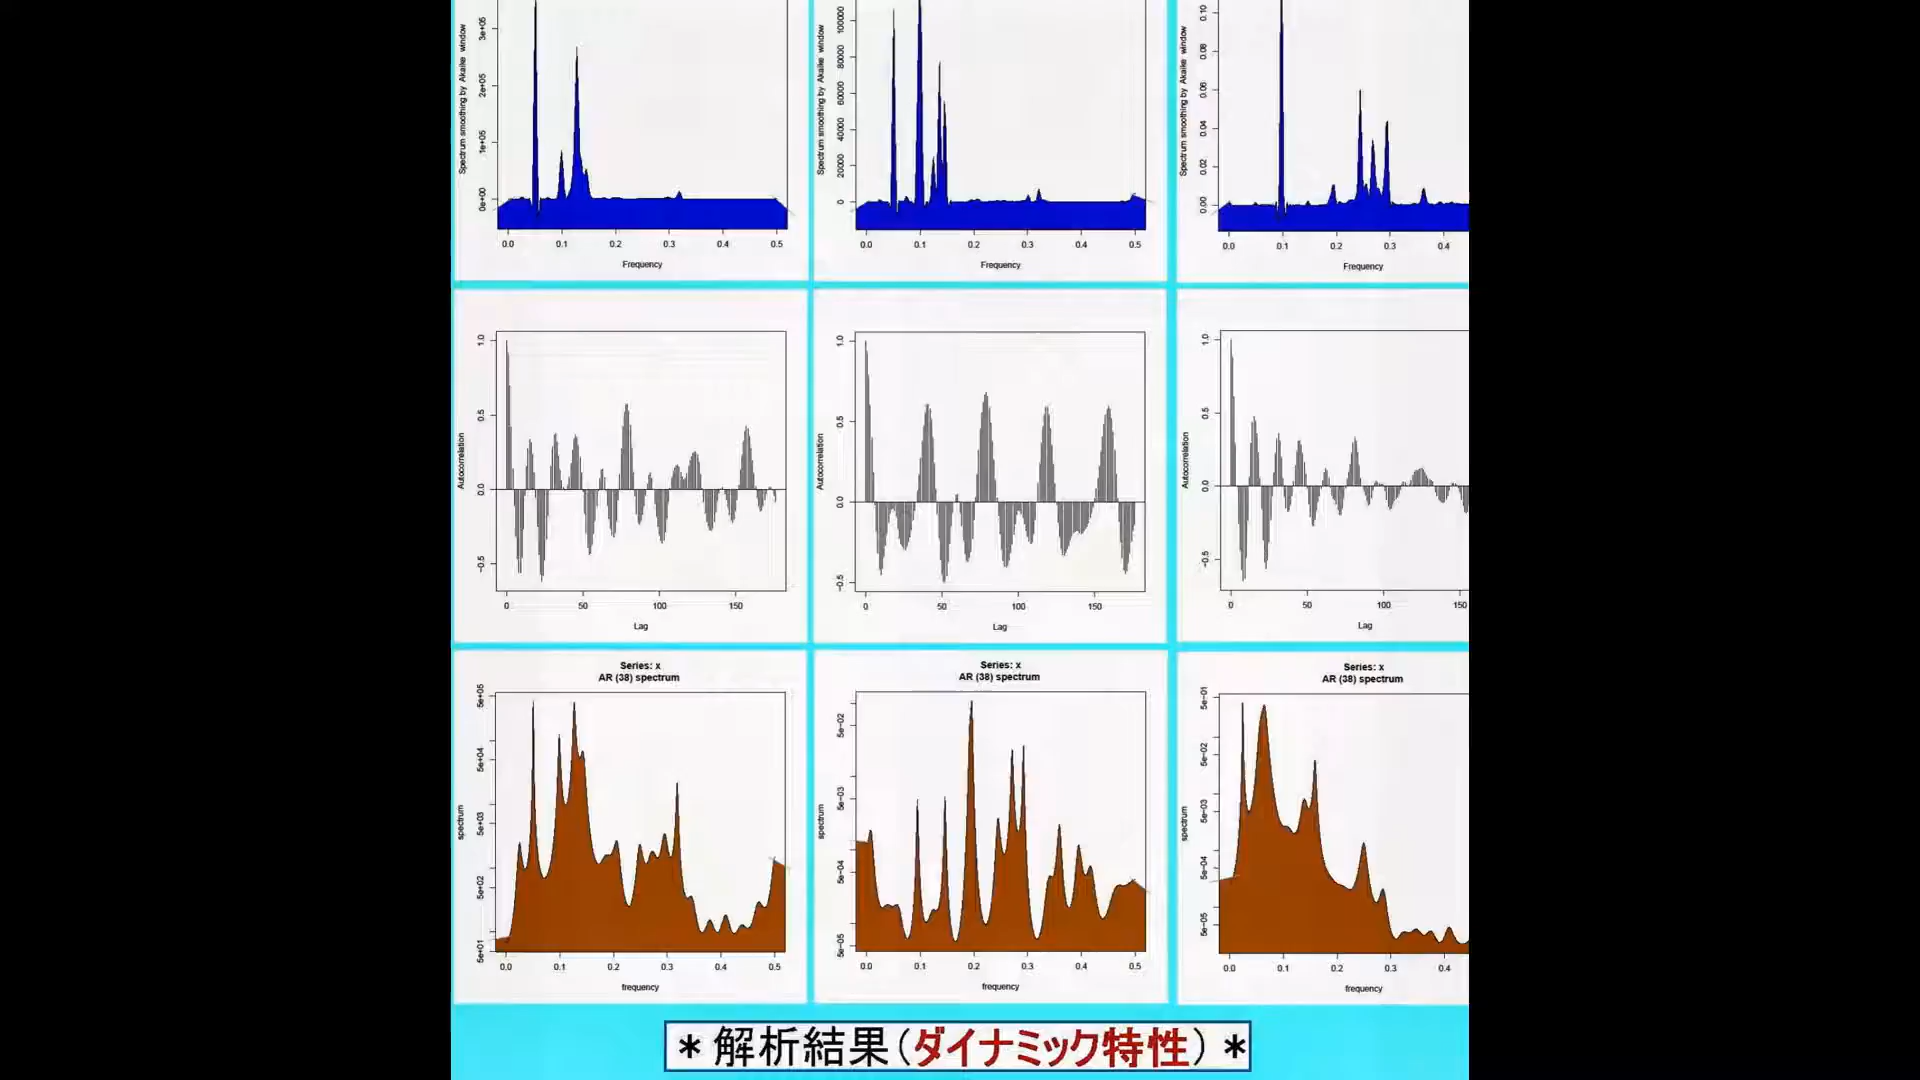 Spectrum smoothing by Akaike window
3e+05
2e+05
1e+05
0e+00
0.0 0.1 0.2 0.3 0.4 0.5
Frequency
Spectrum smoothing by Akaike window
100000
80000
60000
40000
20000
0
0.0 0.1 0.2 0.3 0.4 0.5
Frequency
Spectrum smoothing by Akaike window
0.10
0.08
0.06
0.04
0.02
0.00
0.0 0.1 0.2 0.3 0.4
Frequency
Autocorrelation
1.0
0.5
0.0
-0.5
0 50 100 150
Lag
Autocorrelation
1.0
0.5
0.0
-0.5
0 50 100 150
Lag
Autocorrelation
1.0
0.5
0.0
-0.5
0 50 100 150
Lag
Series: x
AR (38) spectrum
spectrum
5e+05
5e+04
5e+03
5e+02
5e+01
0.0 0.1 0.2 0.3 0.4 0.5
frequency
Series: x
AR (38) spectrum
spectrum
5e-02
5e-03
5e-04
5e-05
0.0 0.1 0.2 0.3 0.4 0.5
frequency
Series: x
AR (38) spectrum
spectrum
5e-01
5e-02
5e-03
5e-04
5e-05
0.0 0.1 0.2 0.3 0.4
frequency
＊解析結果(ダイナミック特性)＊